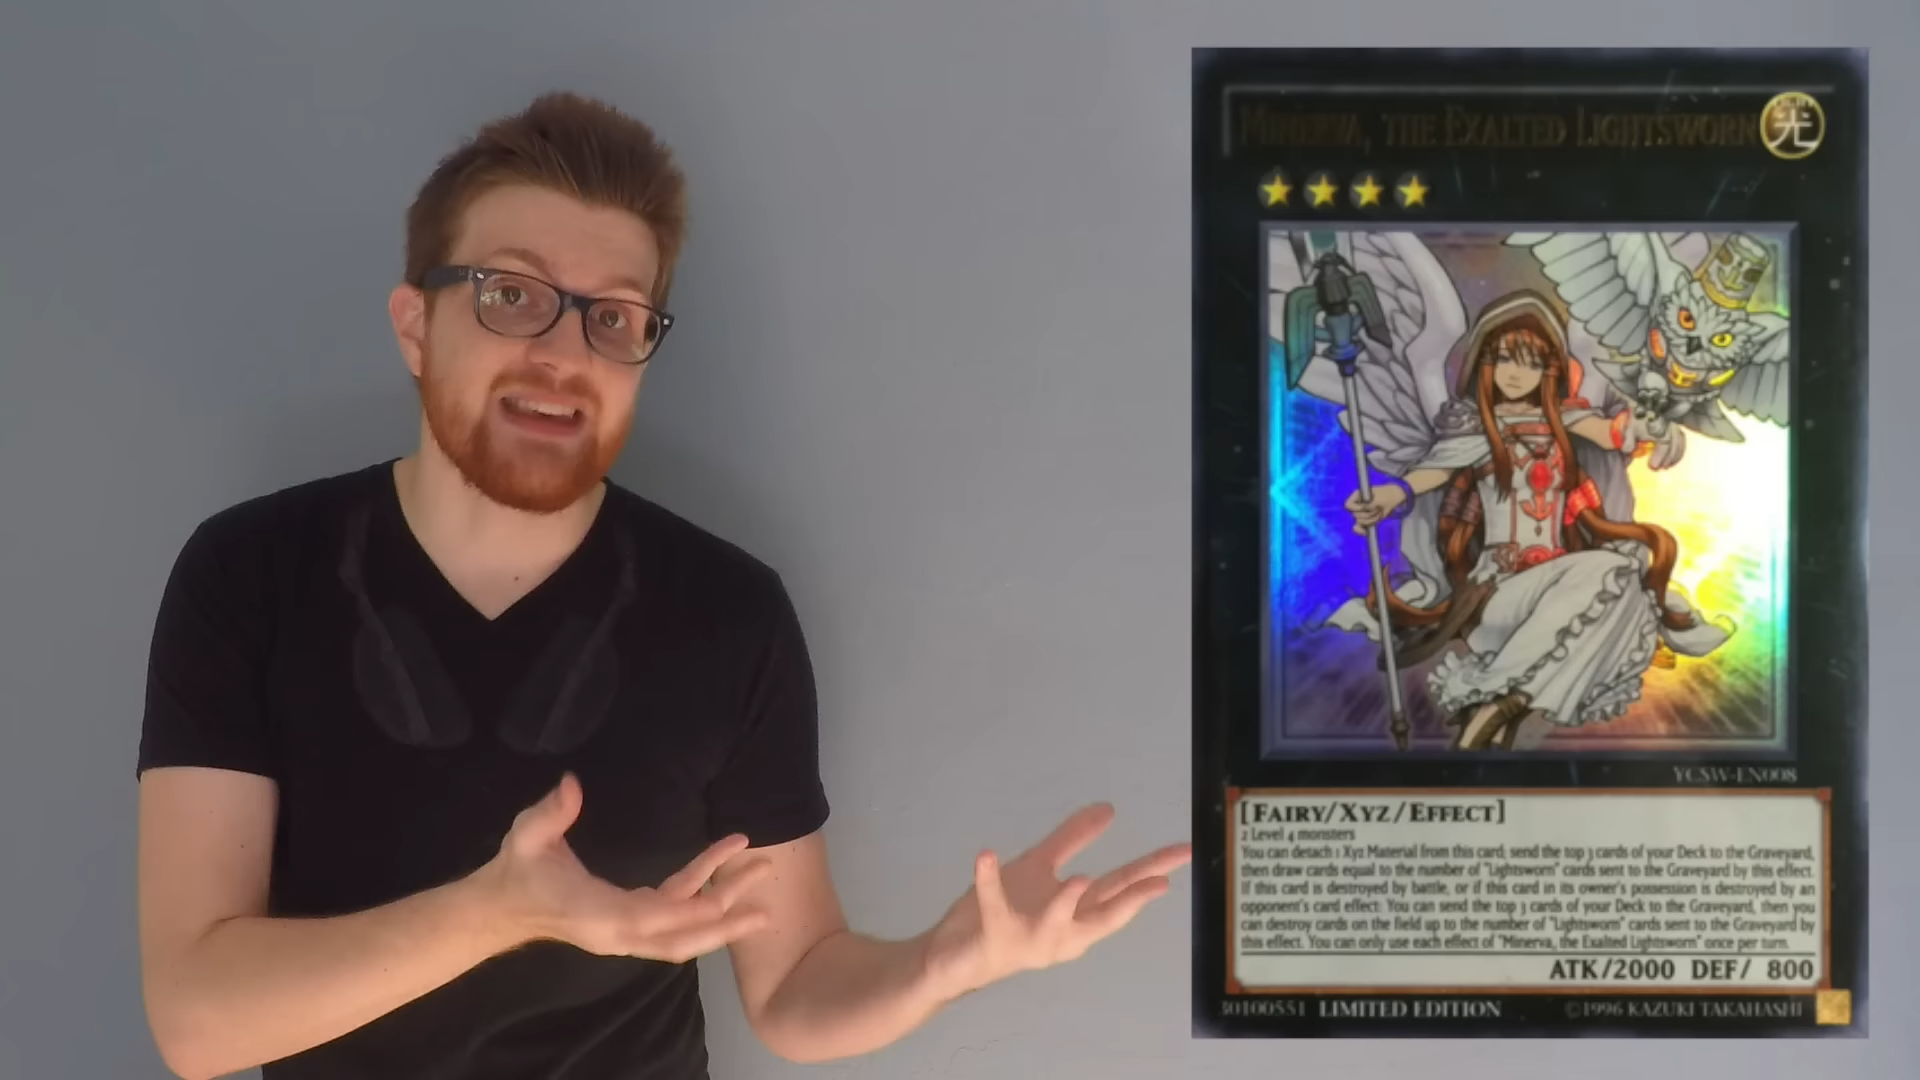 Minerva, the Exalted Lightsworn
光
YCSW-EN008
[Fairy/Xyz/Effect]
2 Level 4 monsters
You can detach 1 Xyz Material from this card; send the top 3 cards of your Deck to the Graveyard,
then draw cards equal to the number of "Lightsworn" cards sent to the Graveyard by this effect.
If this card is destroyed by battle, or if this card in its owner's possession is destroyed by an
opponent's card effect: You can send the top 3 cards of your Deck to the Graveyard, then you
can destroy cards on the field up to the number of "Lightsworn" cards sent to the Graveyard by
this effect. You can only use each effect of "Minerva, the Exalted Lightsworn" once per turn.
ATK/2000 DEF/ 800
30100551 LIMITED EDITION ©1996 KAZUKI TAKAHASHI